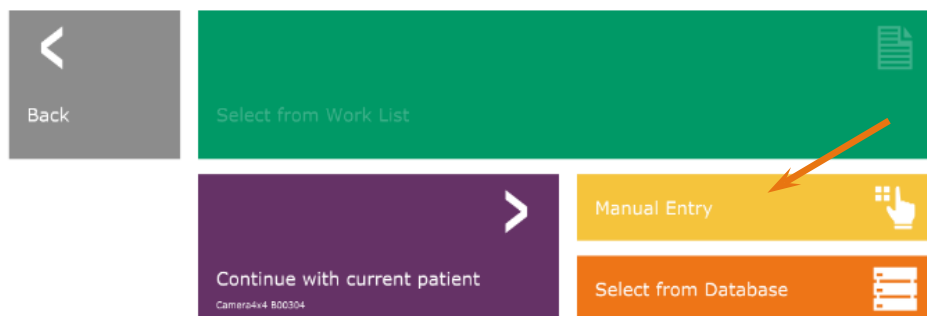 Back
Select from Work List
Manual Entry
Continue with current patient
Camera4x4 B00304
Select from Database